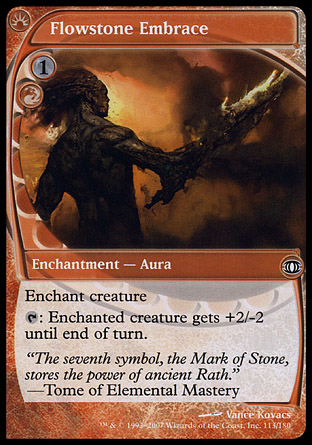 Flowstone Embrace
1
Enchantment — Aura
Enchant creature
: Enchanted creature gets +2/-2
until end of turn.
“The seventh symbol, the Mark of Stone,
stores the power of ancient Rath.”
—Tome of Elemental Mastery
Vance Kovacs
™ & © 1993-2007 Wizards of the Coast, Inc. 113/180